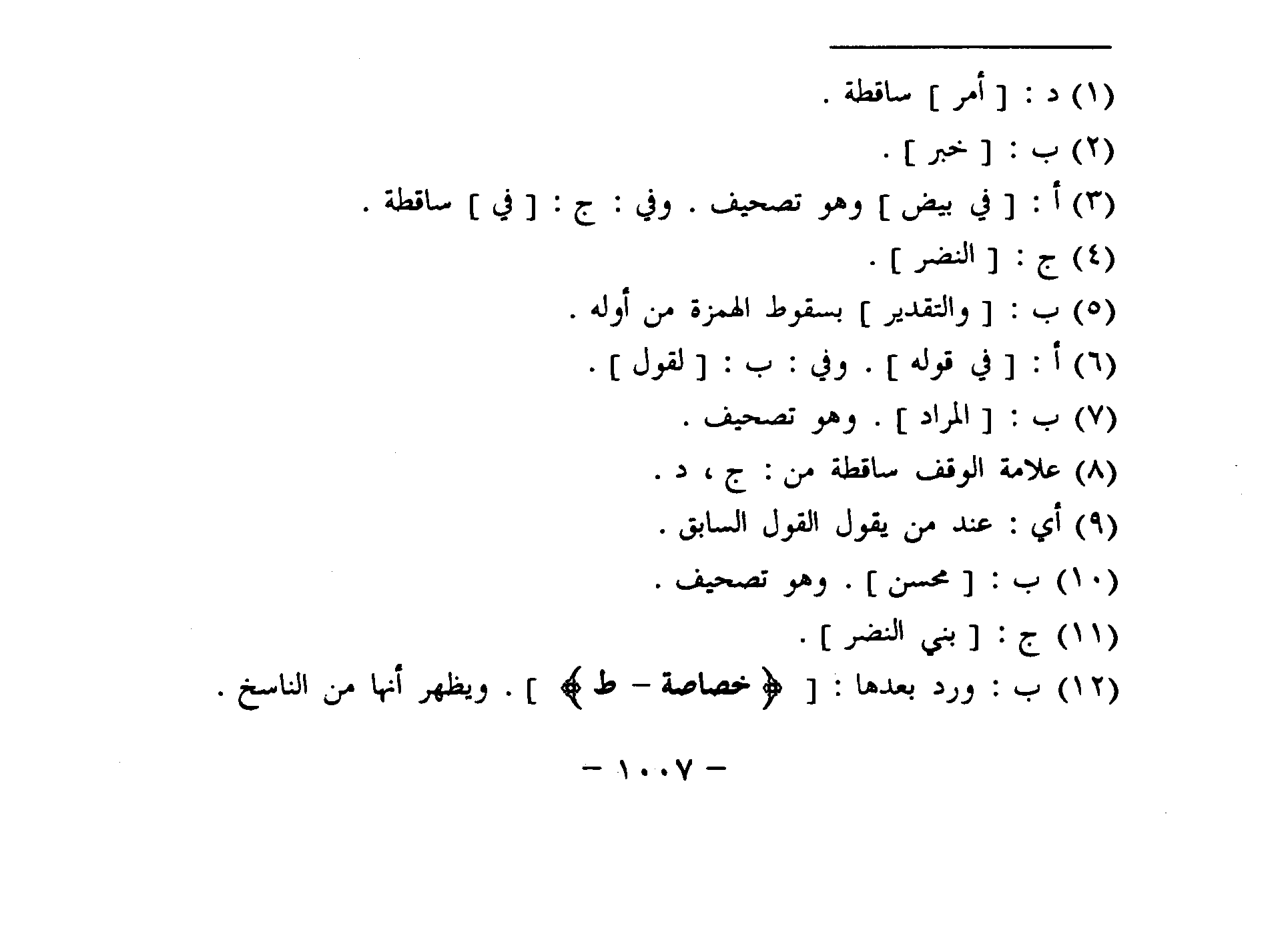 (١) د : [ أمر ] ساقطة .
(٢) ب : [ خبر ] .
(٣) أ : [ في بيض ] وهو تصحيف . وفي : ج : [ في ] ساقطة .
(٤) ج : [ النضر ] .
(٥) ب : [ والتقدير ] بسقوط الهمزة من أوله .
(٦) أ : [ في قوله ] . وفي : ب : [ لقول ] .
(٧) ب : [ المراد ] . وهو تصحيف .
(٨) علامة الوقف ساقطة من : ج ، د .
(٩) أي : عند من يقول القول السابق .
(١٠) ب : [ محسن ] . وهو تصحيف .
(١١) ج : [ بني النضر ] .
(١٢) ب : ورد بعدها : [ ﴿ خصاصة – ط ﴾ ] . ويظهر أنها من الناسخ .
– ١٠٠٧ –